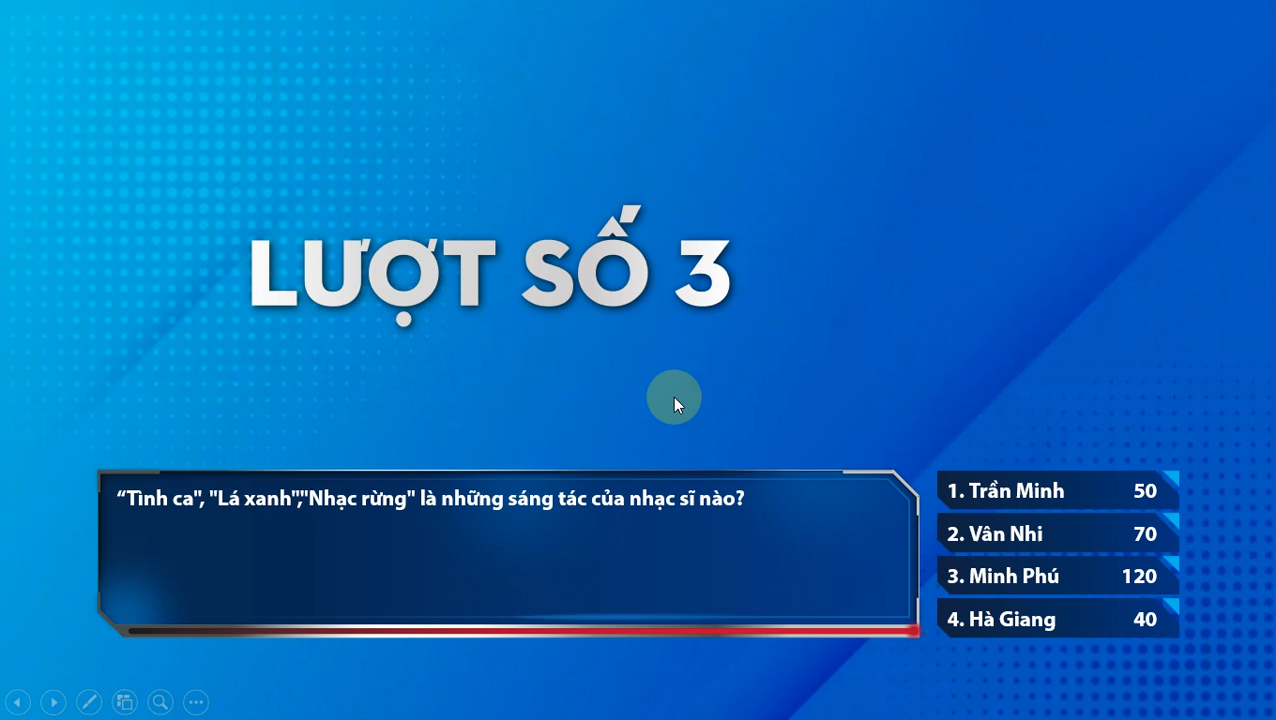 LƯỢT SỐ 3
“Tình ca", "Lá xanh","Nhạc rừng" là những sáng tác của nhạc sĩ nào?
1. Trần Minh 50
2. Vân Nhi 70
3. Minh Phú 120
4. Hà Giang 40